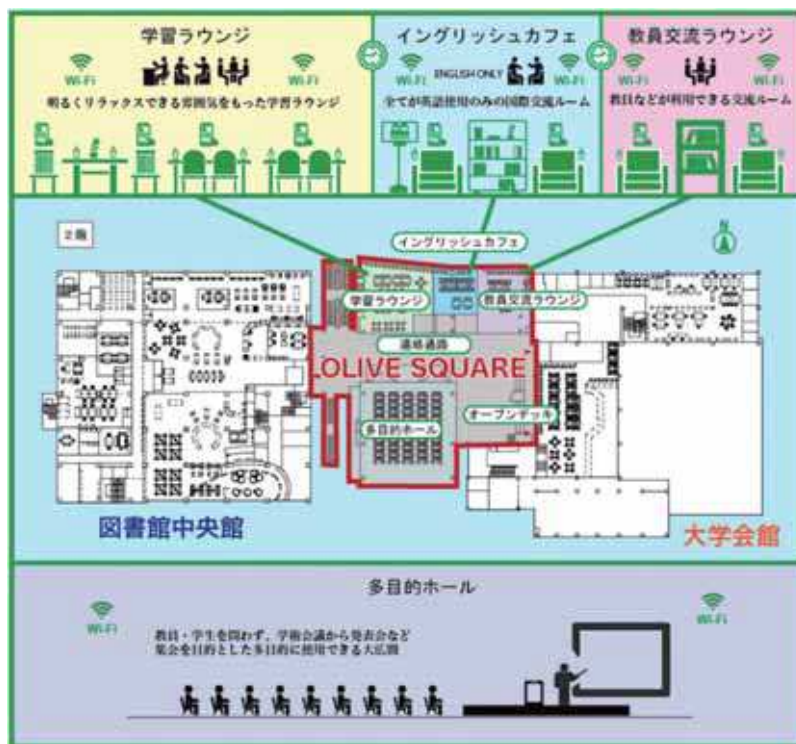 学習ラウンジ
Wi-Fi
Wi-Fi
明るくリラックスできる雰囲気をもった学習ラウンジ
イングリッシュカフェ
Wi-Fi
ENGLISH ONLY
Wi-Fi
全てが英語使用のみの国際交流ルーム
教員交流ラウンジ
Wi-Fi
Wi-Fi
教員などが利用できる交流ルーム
2階
N
イングリッシュカフェ
学習ラウンジ
教員交流ラウンジ
連絡通路
OLIVE SQUARE
オープンデッキ
多目的ホール
図書館中央館
大学会館
多目的ホール
Wi-Fi
Wi-Fi
教員・学生を問わず、学術会議から発表会など
集会を目的とした多目的に使用できる大広間